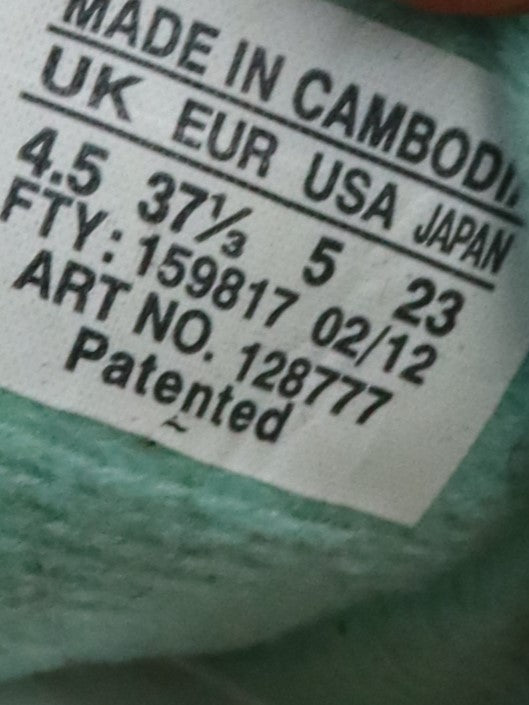 MADE IN CAMBODI
UK EUR USA JAPAN
4.5 37⅓ 5 23
FTY: 159817 02/12
ART NO. 128777
Patented
~